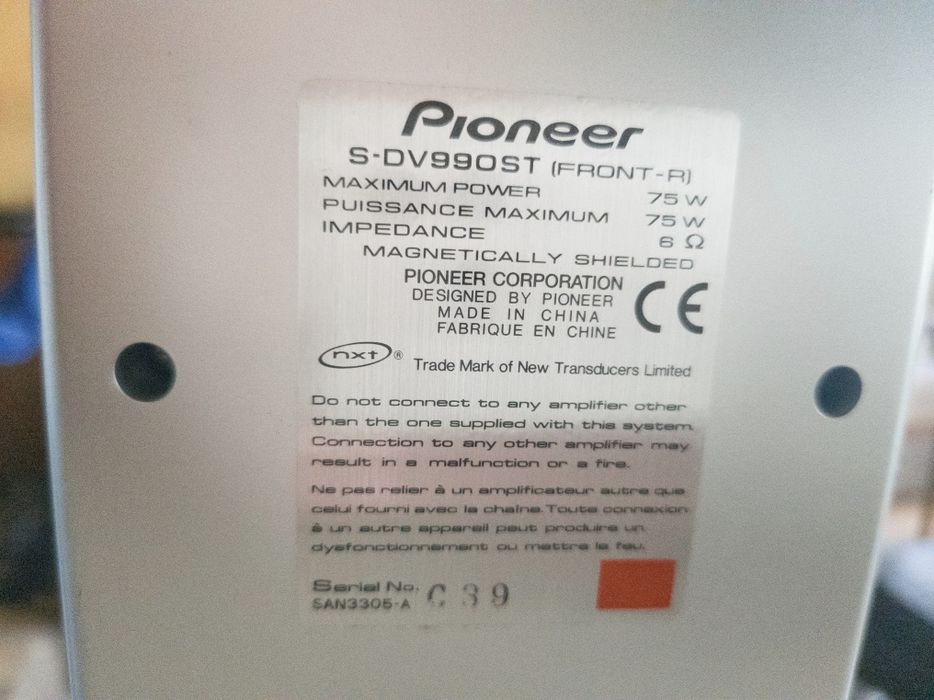 Pioneer
S-DV990ST (FRONT-R)
MAXIMUM POWER 75 W
PUISSANCE MAXIMUM 75 W
IMPEDANCE 6 Ω
MAGNETICALLY SHIELDED
PIONEER CORPORATION
DESIGNED BY PIONEER
MADE IN CHINA
FABRIQUE EN CHINE
CE
nxt® Trade Mark of New Transducers Limited
Do not connect to any amplifier other
than the one supplied with this system.
Connection to any other amplifier may
result in a malfunction or a fire.
Ne pas relier à un amplificateur autre que
celui fourni avec la chaîne. Toute connexion
à un autre appareil peut produire un
dysfonctionnement ou mettre le feu.
Serial No. C 39
SAN3305-A